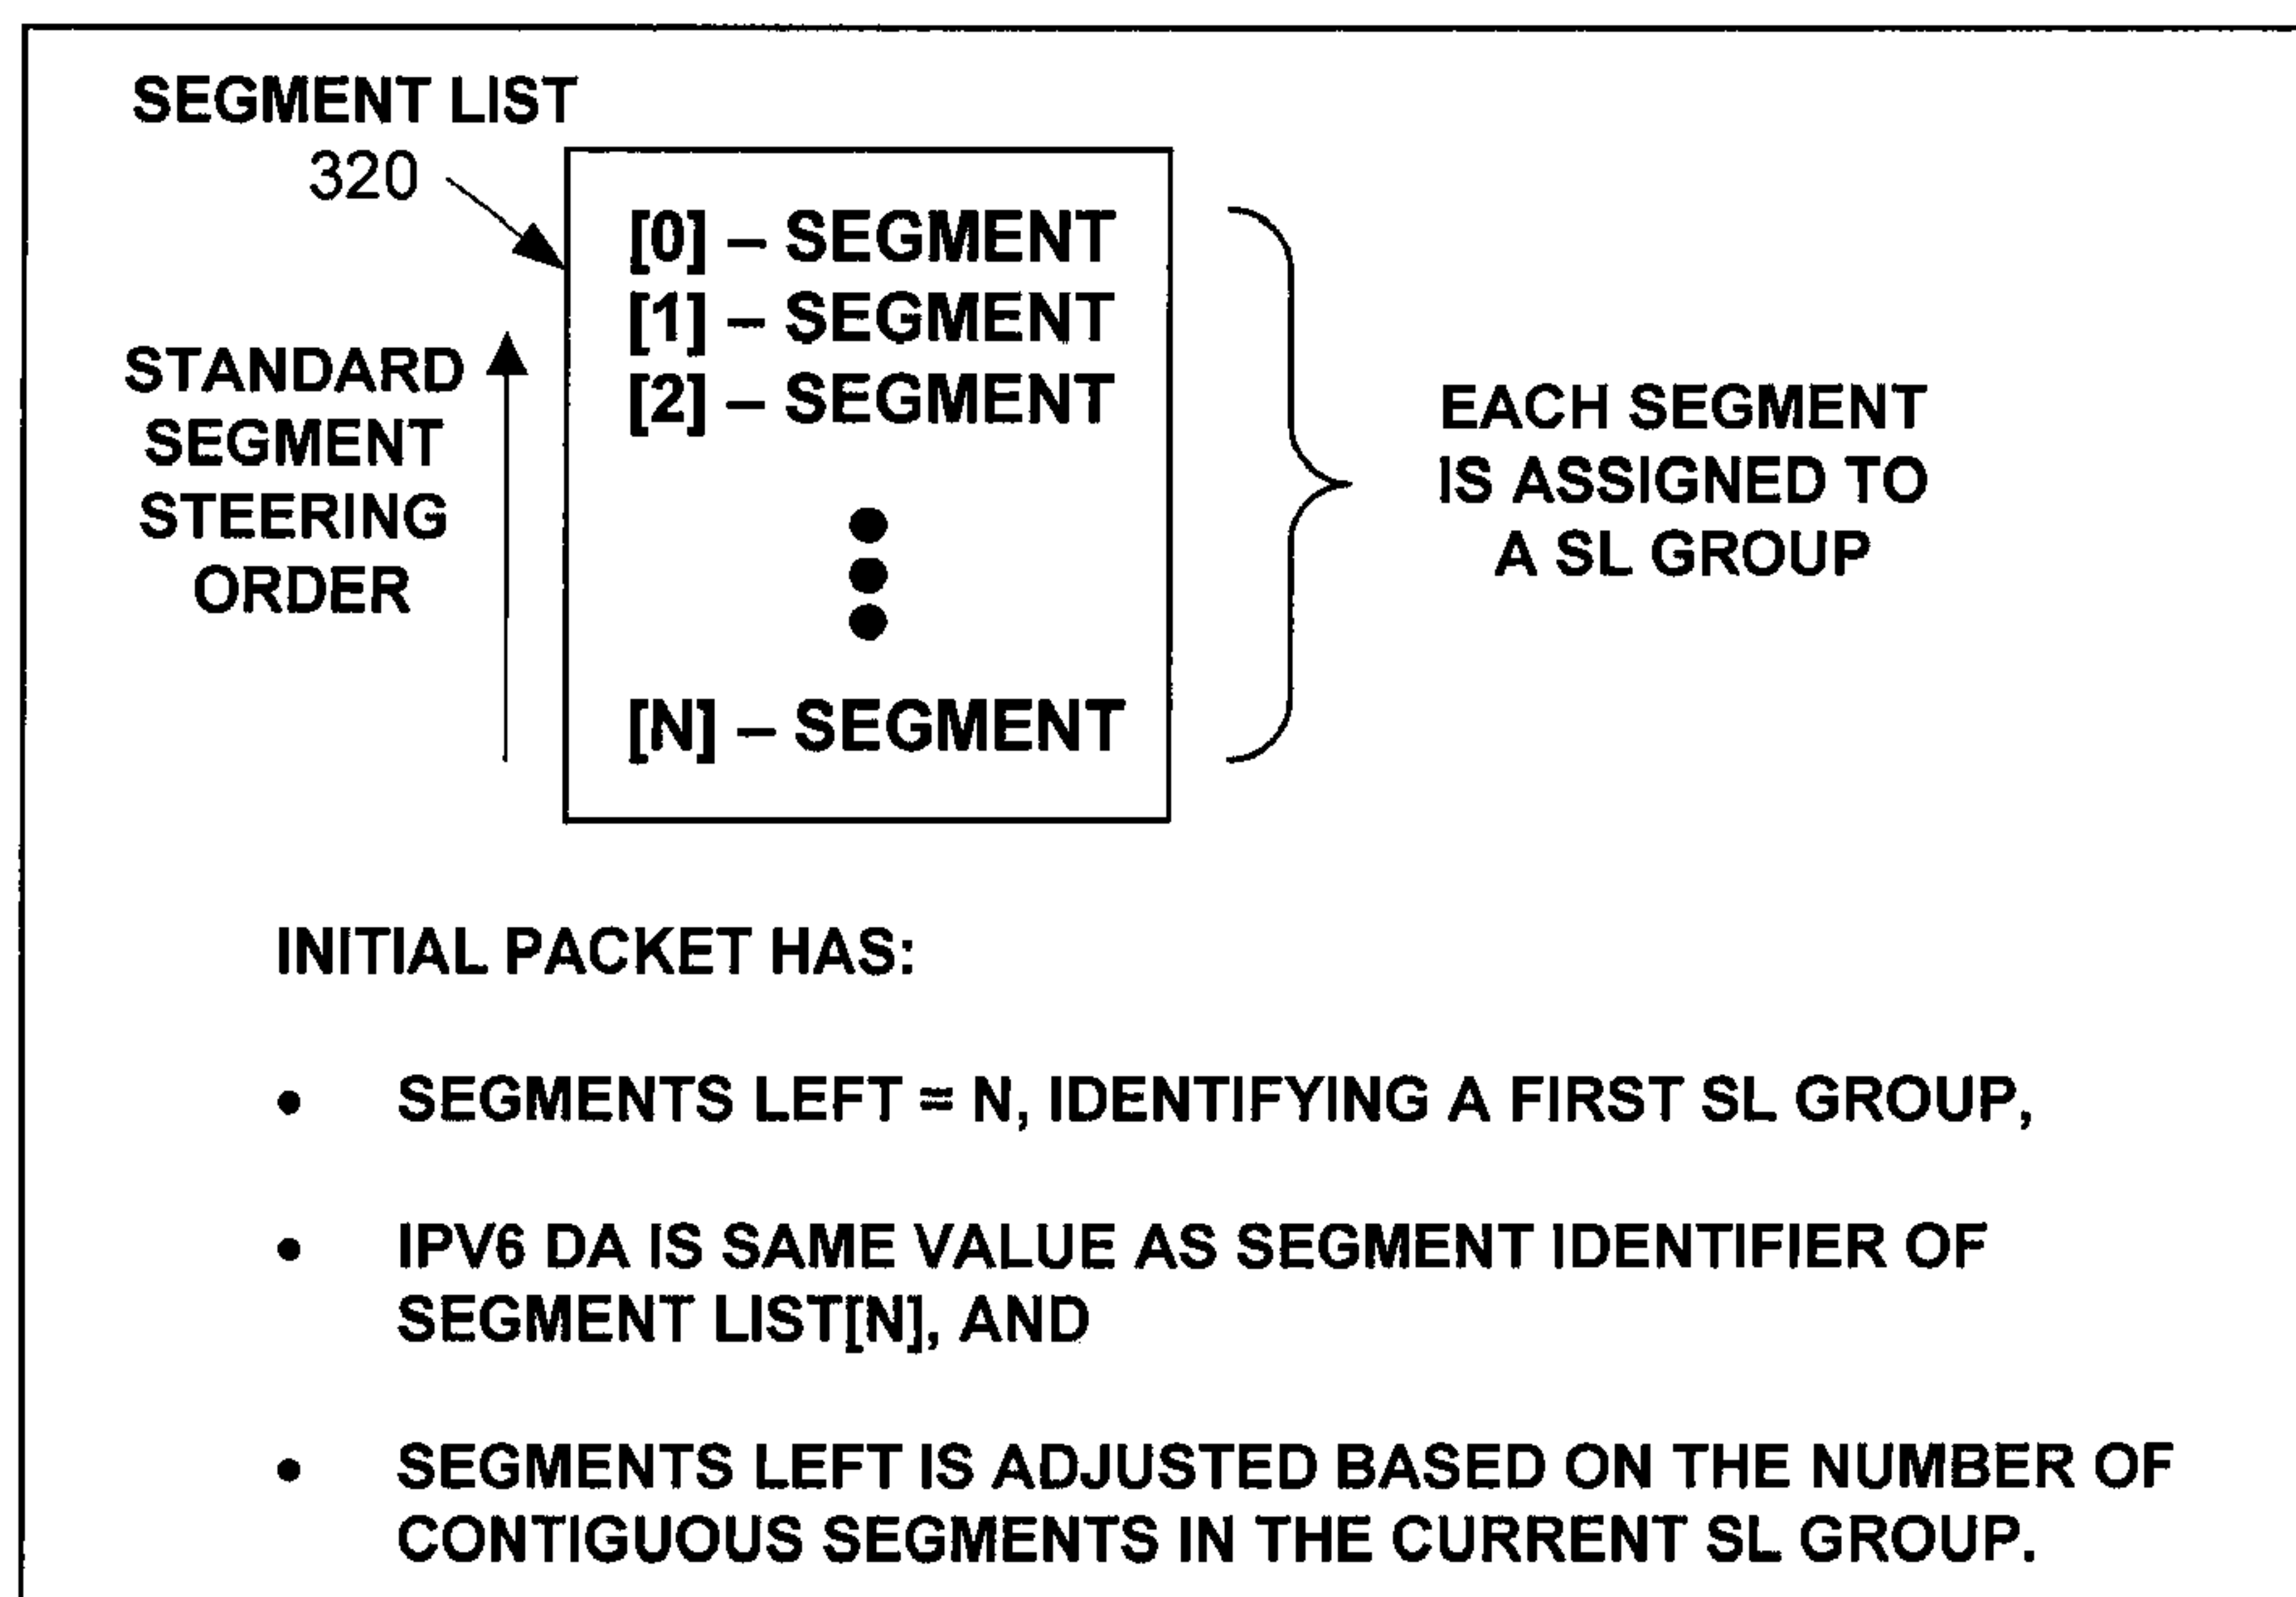 SEGMENT LIST
320
[0] – SEGMENT
[1] – SEGMENT
[2] – SEGMENT
[N] – SEGMENT
STANDARD
SEGMENT
STEERING
ORDER
EACH SEGMENT
IS ASSIGNED TO
A SL GROUP
INITIAL PACKET HAS:
• SEGMENTS LEFT = N, IDENTIFYING A FIRST SL GROUP,
• IPV6 DA IS SAME VALUE AS SEGMENT IDENTIFIER OF
SEGMENT LIST[N], AND
• SEGMENTS LEFT IS ADJUSTED BASED ON THE NUMBER OF
CONTIGUOUS SEGMENTS IN THE CURRENT SL GROUP.